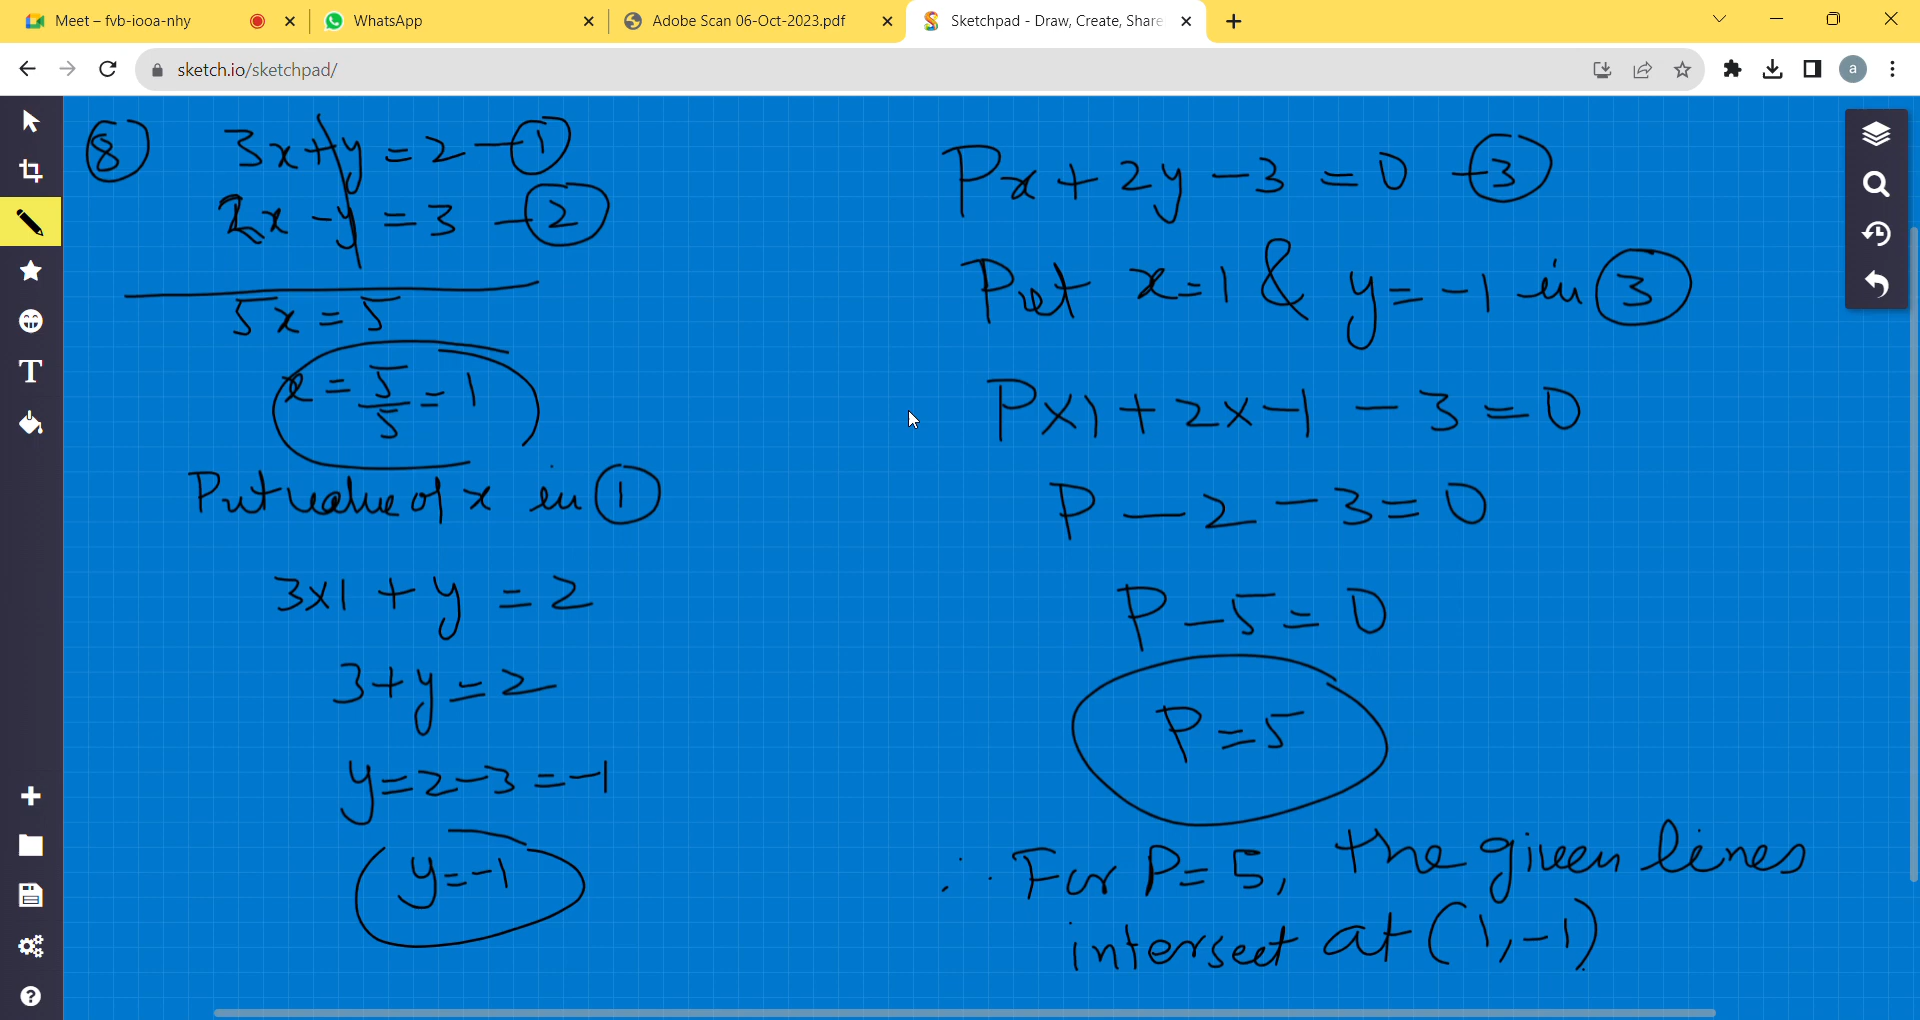 Meet – fvb-iooa-nhy
WhatsApp
Adobe Scan 06-Oct-2023.pdf
Sketchpad - Draw, Create, Share
sketch.io/sketchpad/
a
8 3x+y=2 - 1
2x-y=3 - 2
5x=5
x=5/5=1
Put value of x in 1
3x1+y=2
3+y=2
y=2-3=-1
y=-1
Px+2y-3=0 - 3
Put x=1 & y=-1 in 3
Px1+2x-1-3=0
P-2-3=0
P-5=0
P=5
∴ For P=5, the given lines
intersect at (1,-1)
T